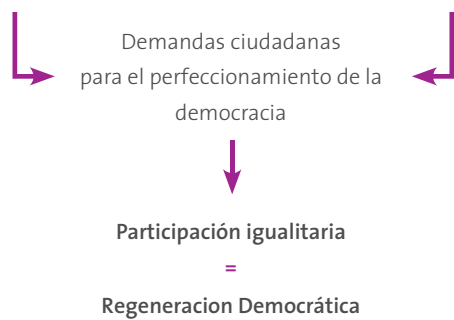 Demandas ciudadanas
para el perfeccionamiento de la
democracia
Participación igualitaria
=
Regeneracion Democrática